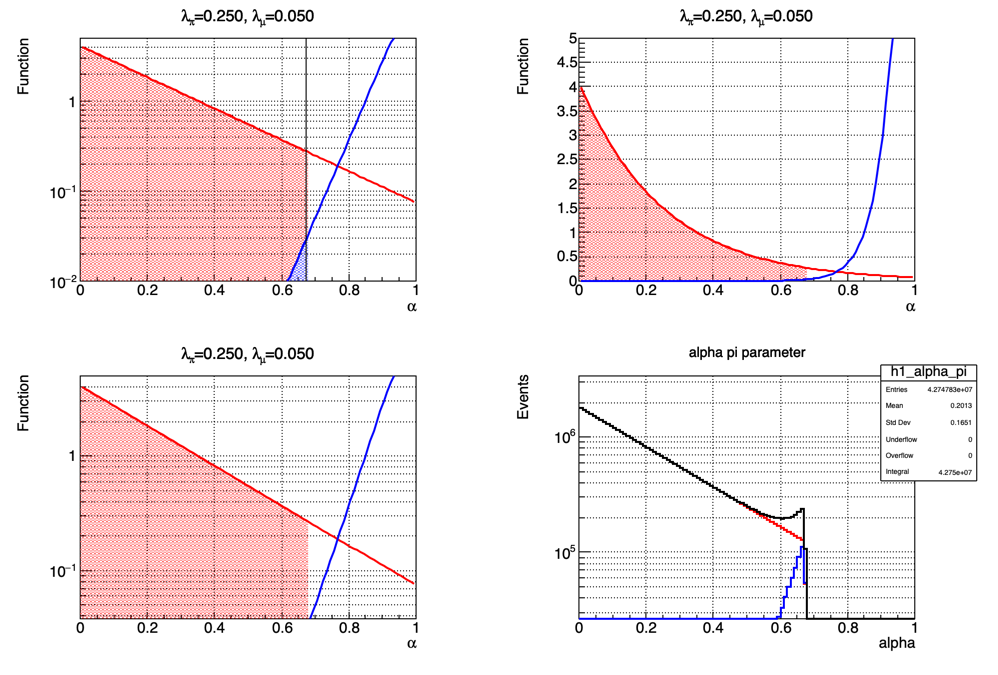 λπ=0.250, λμ=0.050
Function
1
10⁻¹
10⁻²
0 0.2 0.4 0.6 0.8 1
α
λπ=0.250, λμ=0.050
Function
5
4.5
4
3.5
3
2.5
2
1.5
1
0.5
0
0 0.2 0.4 0.6 0.8 1
α
λπ=0.250, λμ=0.050
Function
1
10⁻¹
0 0.2 0.4 0.6 0.8 1
α
alpha pi parameter
Events
10⁶
10⁵
0 0.2 0.4 0.6 0.8 1
alpha
h1_alpha_pi
Entries 4.274783e+07
Mean 0.2013
Std Dev 0.1651
Underflow 0
Overflow 0
Integral 4.275e+07